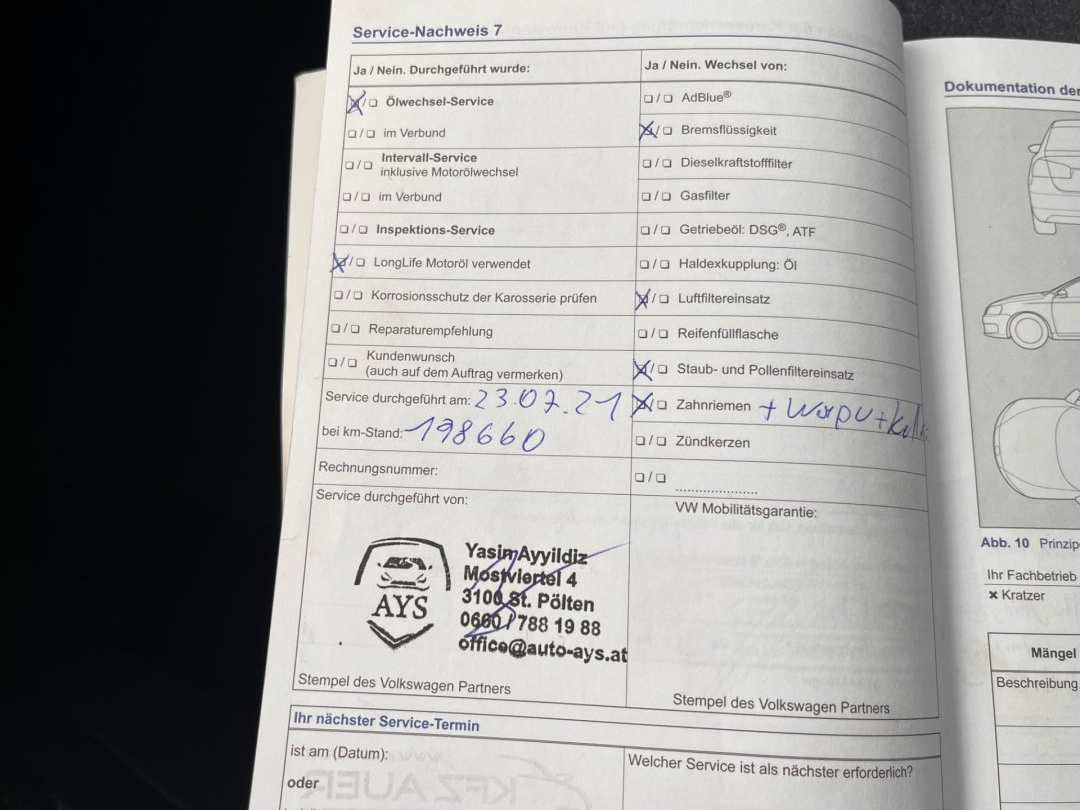 Service-Nachweis 7
Ja / Nein. Durchgeführt wurde:
❏/❏ Ölwechsel-Service
❏/❏ im Verbund
❏/❏ Intervall-Service
inklusive Motorölwechsel
❏/❏ im Verbund
❏/❏ Inspektions-Service
❏/❏ LongLife Motoröl verwendet
❏/❏ Korrosionsschutz der Karosserie prüfen
❏/❏ Reparaturempfehlung
❏/❏ Kundenwunsch
(auch auf dem Auftrag vermerken)
Service durchgeführt am: 23.07.21
bei km-Stand: 198660
Rechnungsnummer:
Service durchgeführt von:
AYS
Yasim Ayyildiz
Mostviertel 4
3100 St. Pölten
0660 / 788 19 88
office@auto-ays.at
Stempel des Volkswagen Partners
Ja / Nein. Wechsel von:
❏/❏ AdBlue®
❏/❏ Bremsflüssigkeit
❏/❏ Dieselkraftstofffilter
❏/❏ Gasfilter
❏/❏ Getriebeöl: DSG®, ATF
❏/❏ Haldexkupplung: Öl
❏/❏ Luftfiltereinsatz
❏/❏ Reifenfüllflasche
❏/❏ Staub- und Pollenfiltereinsatz
❏/❏ Zahnriemen + Wapu +
❏/❏ Zündkerzen
❏/❏ .....................
VW Mobilitätsgarantie:
Stempel des Volkswagen Partners
Ihr nächster Service-Termin
ist am (Datum):
oder
Welcher Service ist als nächster erforderlich?
Dokumentation der
Abb. 10 Prinzip
Ihr Fachbetrieb
✖ Kratzer
Mängel
Beschreibung